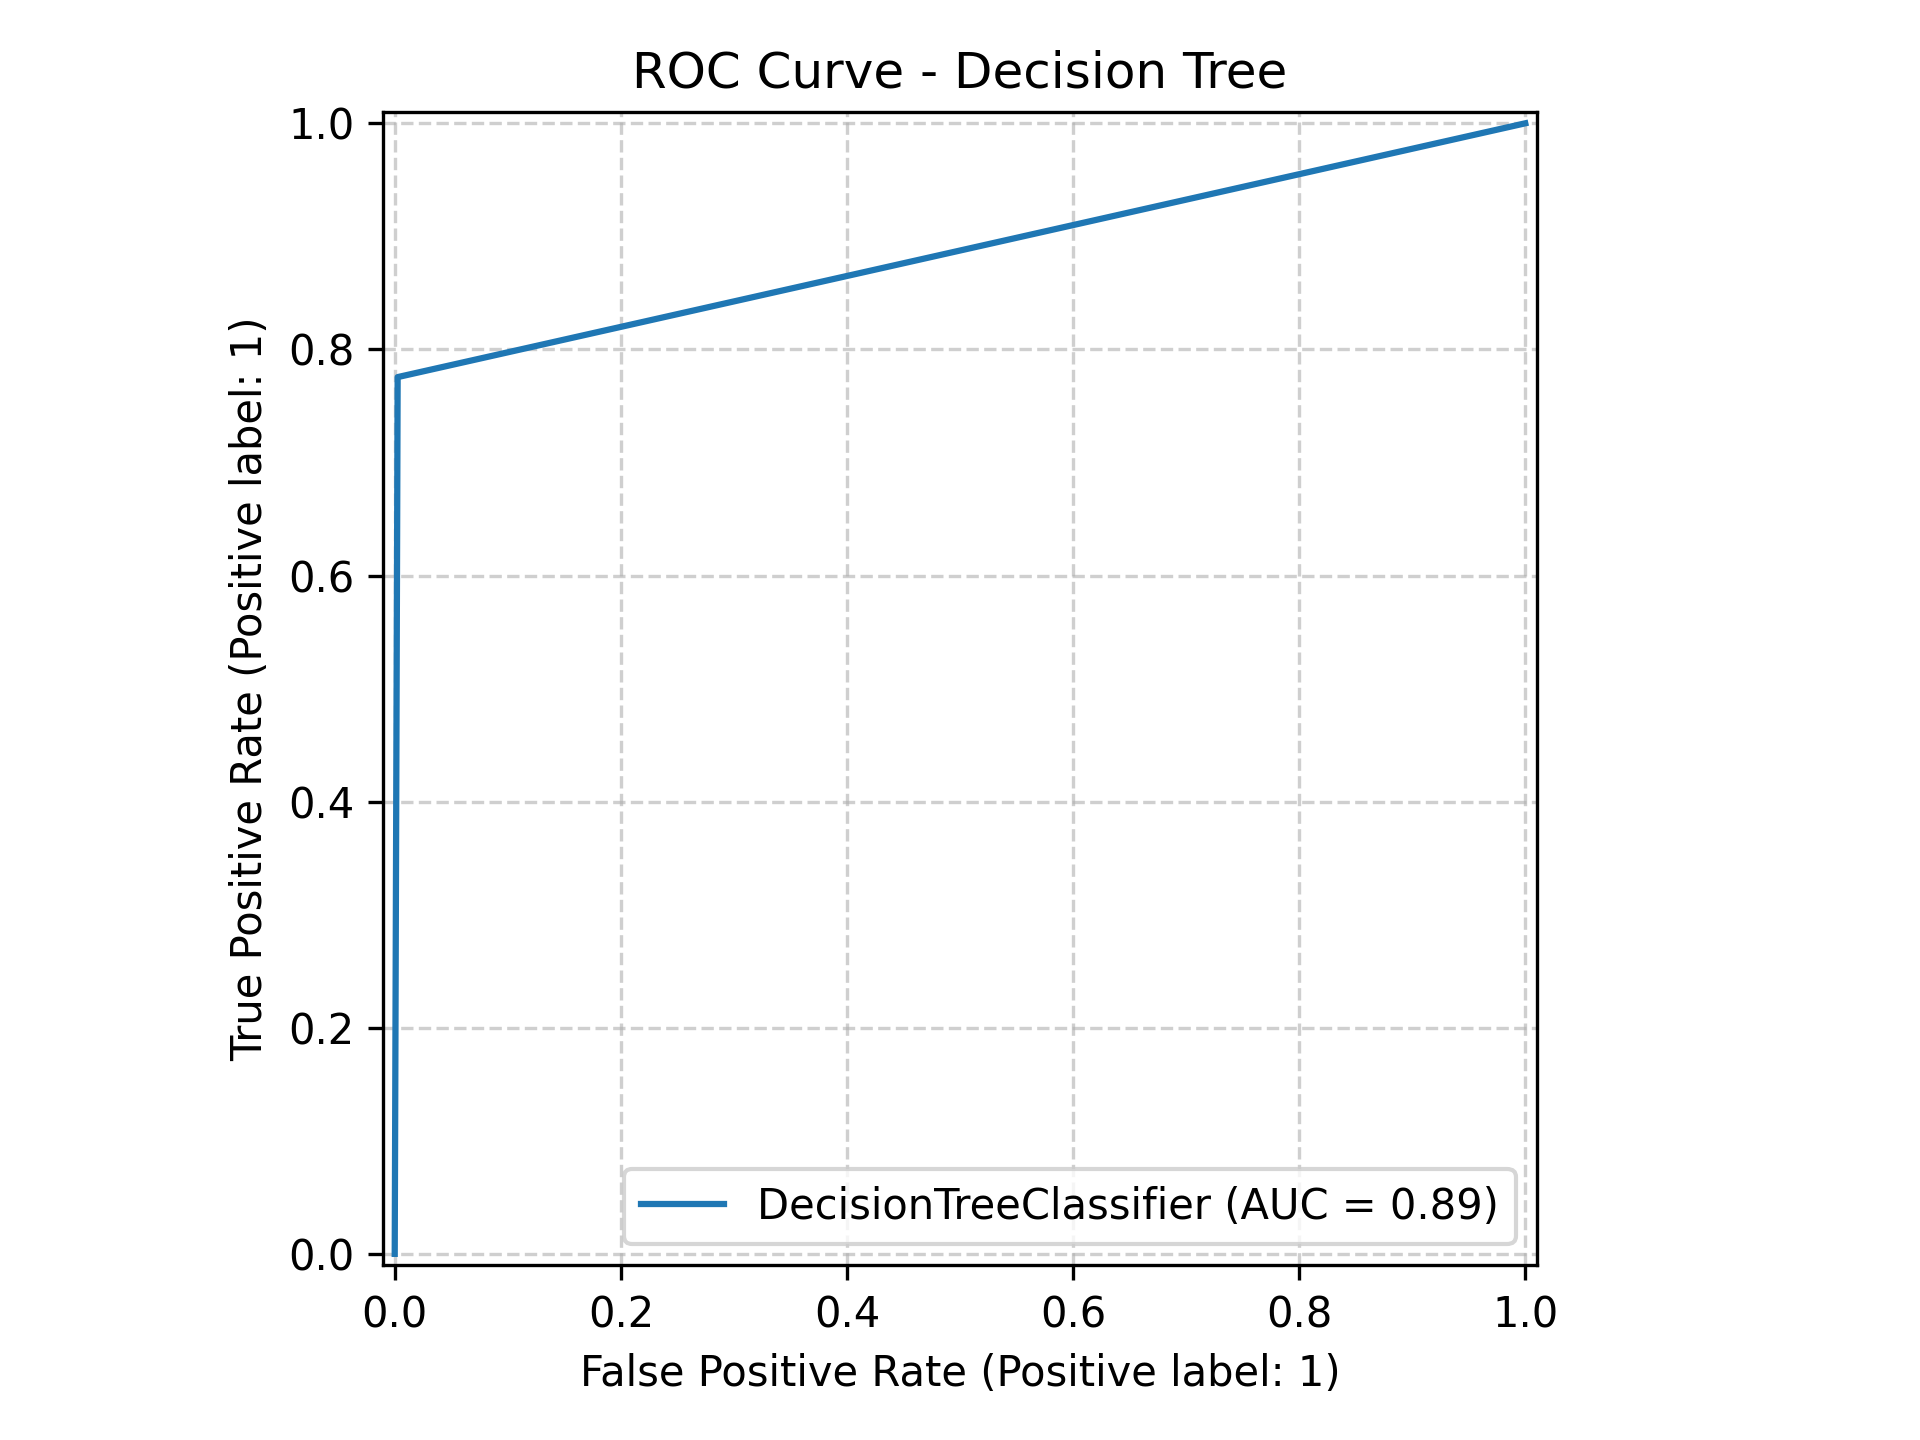 ROC Curve - Decision Tree
True Positive Rate (Positive label: 1)
1.0
0.8
0.6
0.4
0.2
0.0
DecisionTreeClassifier (AUC = 0.89)
0.0 0.2 0.4 0.6 0.8 1.0
False Positive Rate (Positive label: 1)